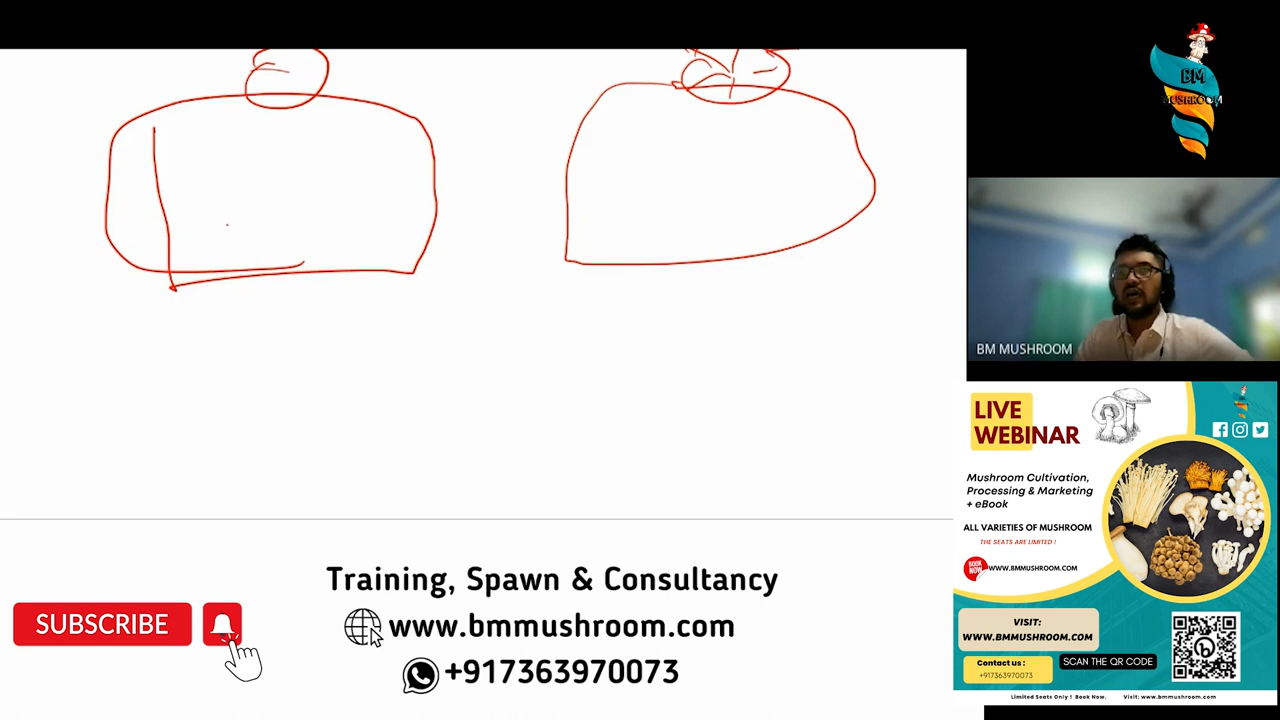 BM
MUSHROOM
BM MUSHROOM
LIVE
WEBINAR
Mushroom Cultivation,
Processing & Marketing
+ eBook
ALL VARIETIES OF MUSHROOM
THE SEATS ARE LIMITED !
BOOK
NOW
WWW.BMMUSHROOM.COM
VISIT:
WWW.BMMUSHROOM.COM
Contact us :
+917363970073
SCAN THE QR CODE
Limited Seats Only ! Book Now. Visit: www.bmmushroom.com
Training, Spawn & Consultancy
SUBSCRIBE
www.bmmushroom.com
+917363970073